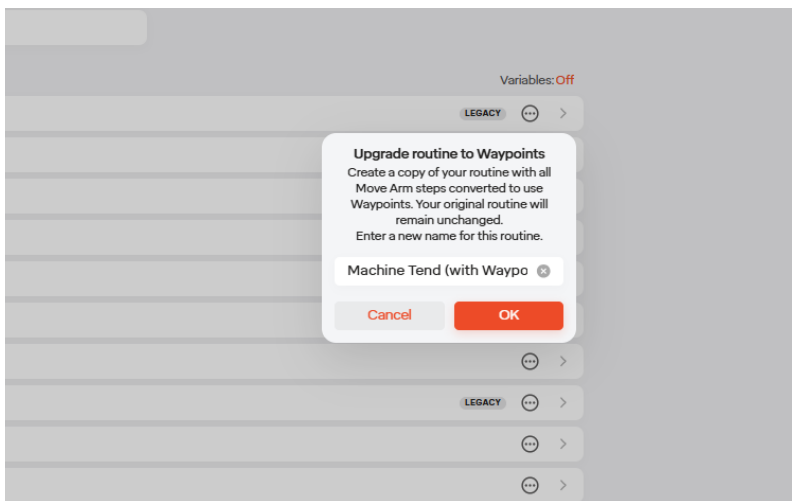 Variables: Off
LEGACY
Upgrade routine to Waypoints
Create a copy of your routine with all
Move Arm steps converted to use
Waypoints. Your original routine will
remain unchanged.
Enter a new name for this routine.
Machine Tend (with Waypo
Cancel OK
LEGACY